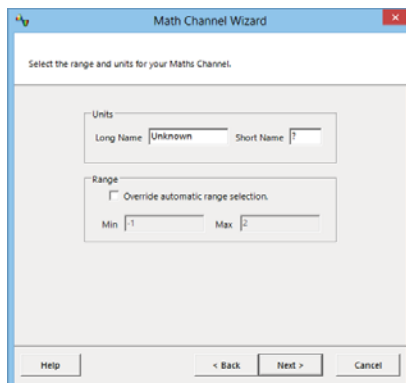 Math Channel Wizard
Select the range and units for your Maths Channel.
Units
Long Name Unknown Short Name ?
Range
Override automatic range selection.
Min -1 Max 2
Help < Back Next > Cancel